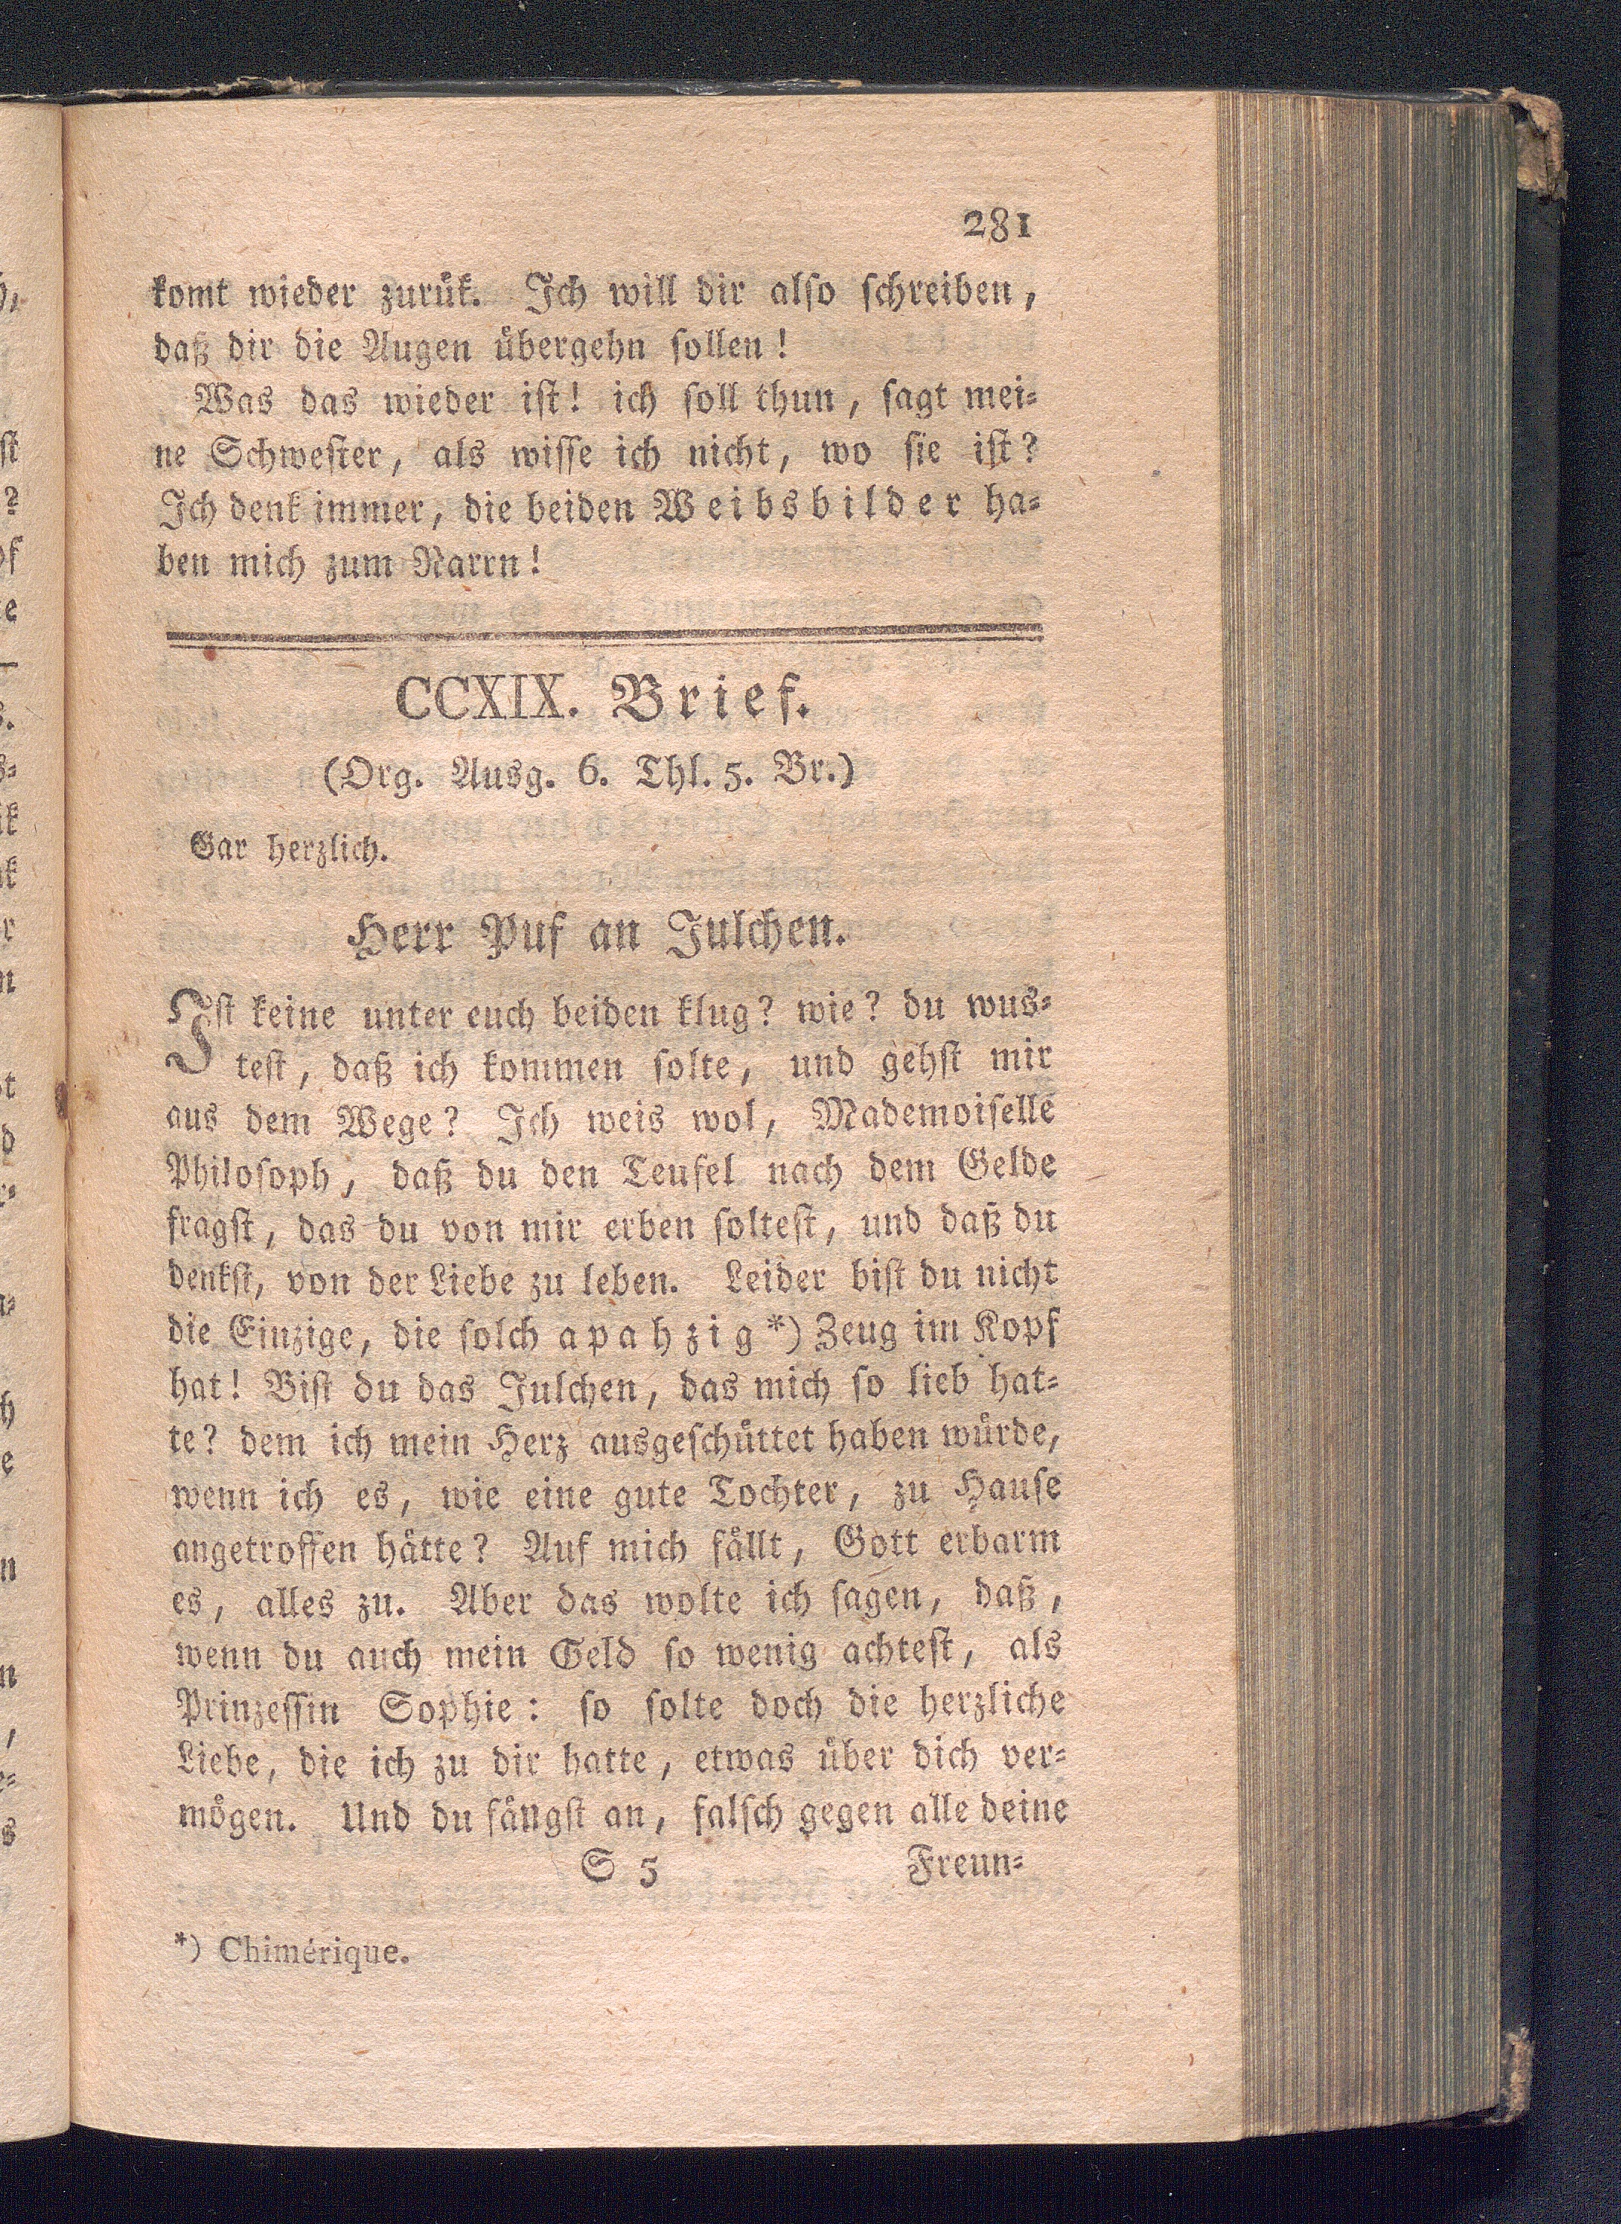 281
komt wieder zurük. Ich will dir alſo ſchreiben,
daß dir die Augen übergehn ſollen!
Was das wieder iſt! ich ſoll thun, ſagt mei⸗
ne Schweſter, als wiſſe ich nicht, wo ſie iſt?
Ich denk immer, die beiden Weibsbilder ha⸗
ben mich zum Narrn!
CCXIX. Brief.
(Org. Ausg. 6. Thl. 5. Br.)
Gar herzlich.
Herr Puf an Julchen.
Iſt keine unter euch beiden klug? wie? du wus⸗
teſt, daß ich kommen ſolte, und gehſt mir
aus dem Wege? Ich weis wol, Mademoiſelle
Philoſoph, daß du den Teufel nach dem Gelde
fragſt, das du von mir erben ſolteſt, und daß du
denkſt, von der Liebe zu leben. Leider biſt du nicht
die Einzige, die ſolch apahzig*) Zeug im Kopf
hat! Biſt du das Julchen, das mich ſo lieb hat⸗
te? dem ich mein Herz ausgeſchüttet haben würde,
wenn ich es, wie eine gute Tochter, zu Hauſe
angetroffen hätte? Auf mich fällt, Gott erbarm
es, alles zu. Aber das wolte ich ſagen, daß,
wenn du auch mein Geld ſo wenig achteſt, als
Prinzeſſin Sophie: ſo ſolte doch die herzliche
Liebe, die ich zu dir hatte, etwas über dich ver⸗
mögen. Und du fängſt an, falſch gegen alle deine
S 5 Freun⸗
*) Chimérique.